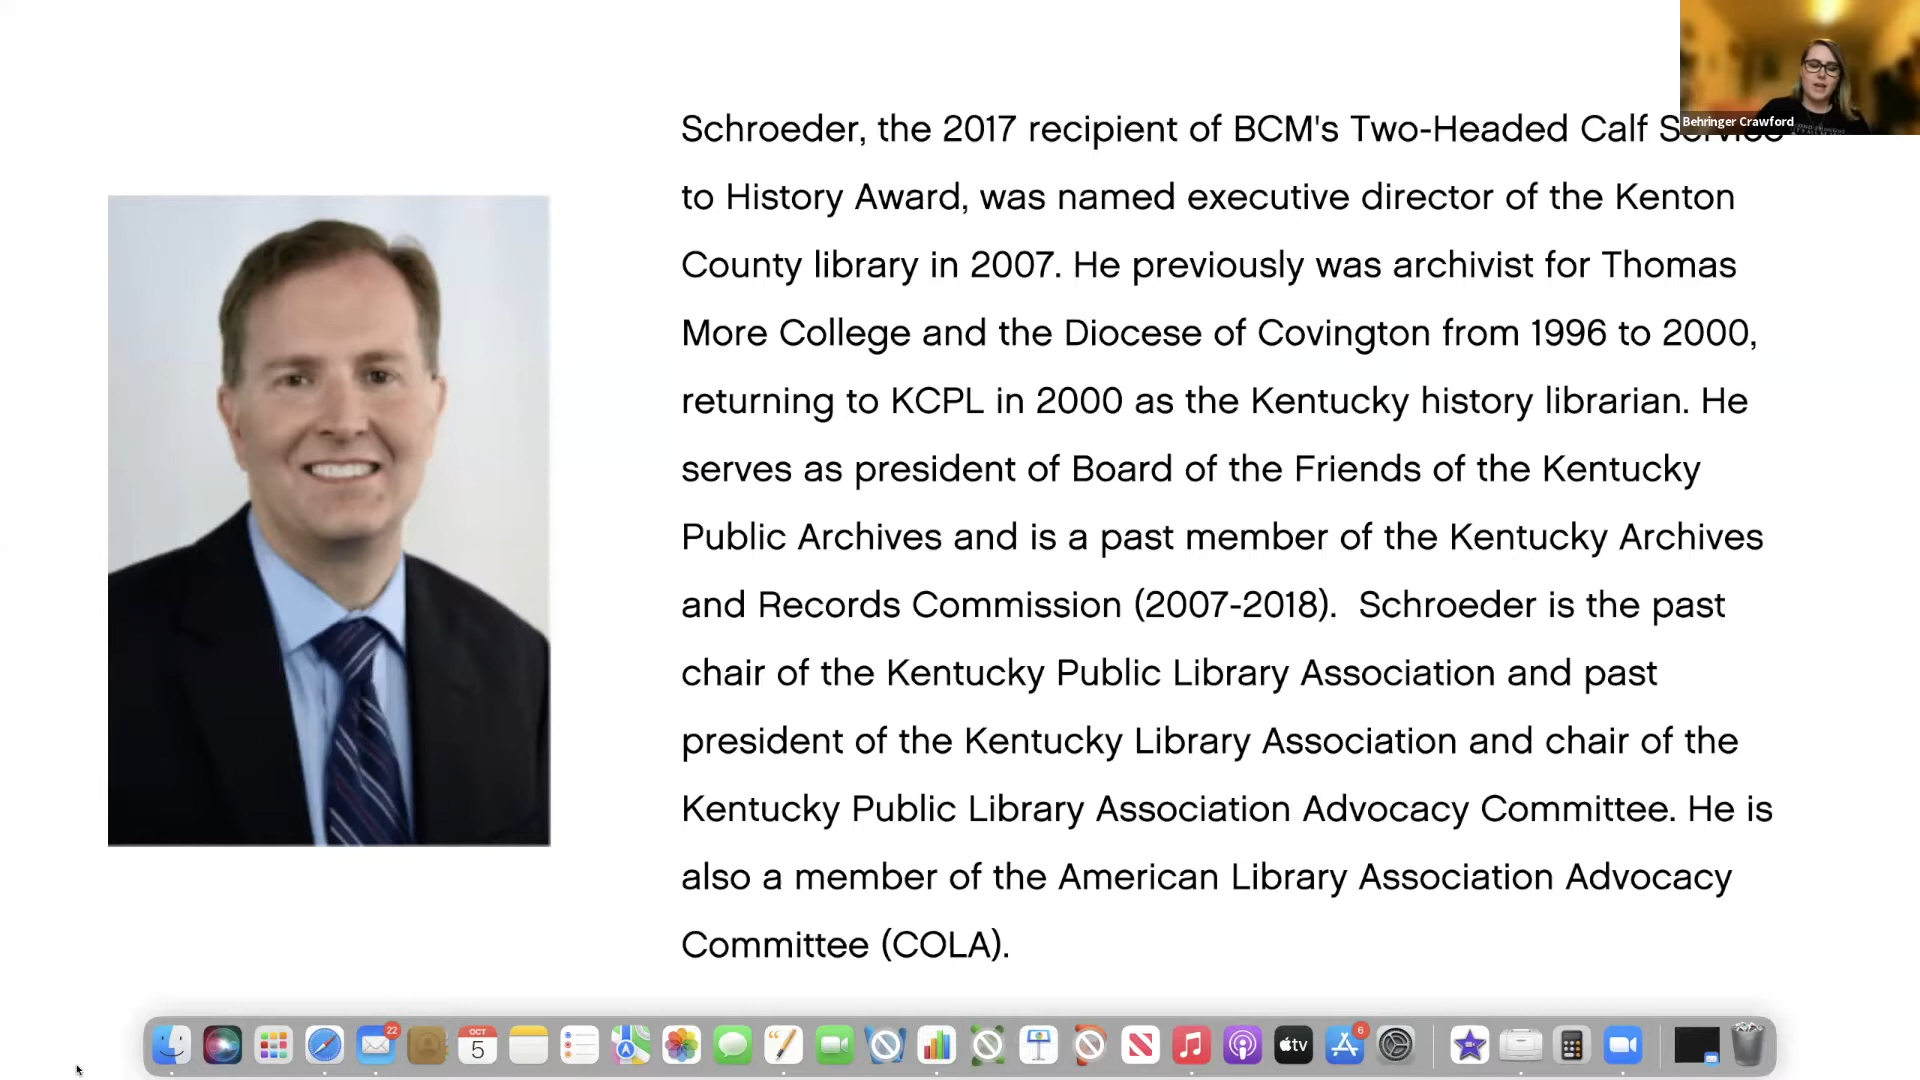 Schroeder, the 2017 recipient of BCM's Two-Headed Calf Service
to History Award, was named executive director of the Kenton
County library in 2007. He previously was archivist for Thomas
More College and the Diocese of Covington from 1996 to 2000,
returning to KCPL in 2000 as the Kentucky history librarian. He
serves as president of Board of the Friends of the Kentucky
Public Archives and is a past member of the Kentucky Archives
and Records Commission (2007-2018).  Schroeder is the past
chair of the Kentucky Public Library Association and past
president of the Kentucky Library Association and chair of the
Kentucky Public Library Association Advocacy Committee. He is
also a member of the American Library Association Advocacy
Committee (COLA).
Behringer Crawford
22
OCT
5
tv
6